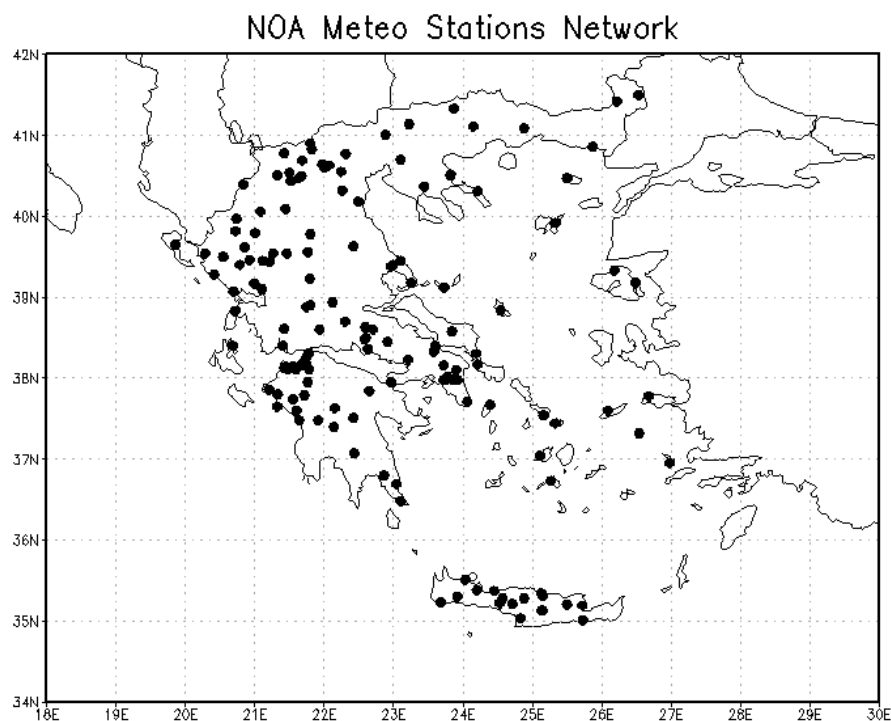 NOA Meteo Stations Network
42N
41N
40N
39N
38N
37N
36N
35N
34N
18E 19E 20E 21E 22E 23E 24E 25E 26E 27E 28E 29E 30E